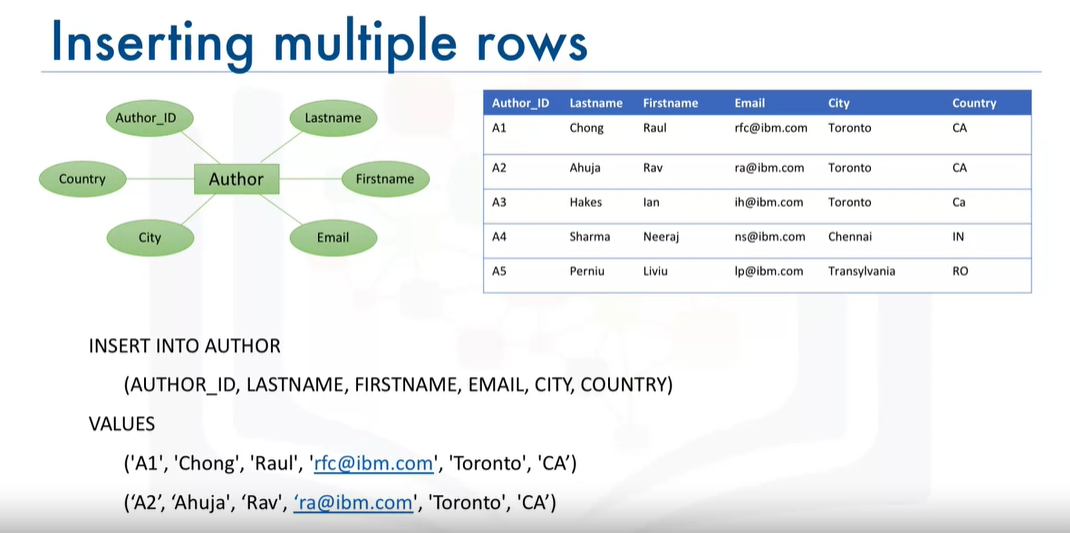 Inserting multiple rows
Author_ID
Lastname
Country
Author
Firstname
City
Email
Author_ID Lastname Firstname Email City Country
A1 Chong Raul rfc@ibm.com Toronto CA
A2 Ahuja Rav ra@ibm.com Toronto CA
A3 Hakes Ian ih@ibm.com Toronto Ca
A4 Sharma Neeraj ns@ibm.com Chennai IN
A5 Perniu Liviu lp@ibm.com Transylvania RO
INSERT INTO AUTHOR
(AUTHOR_ID, LASTNAME, FIRSTNAME, EMAIL, CITY, COUNTRY)
VALUES
('A1', 'Chong', 'Raul', 'rfc@ibm.com', 'Toronto', 'CA’)
(‘A2’, ‘Ahuja', ‘Rav', ‘ra@ibm.com', 'Toronto', 'CA’)